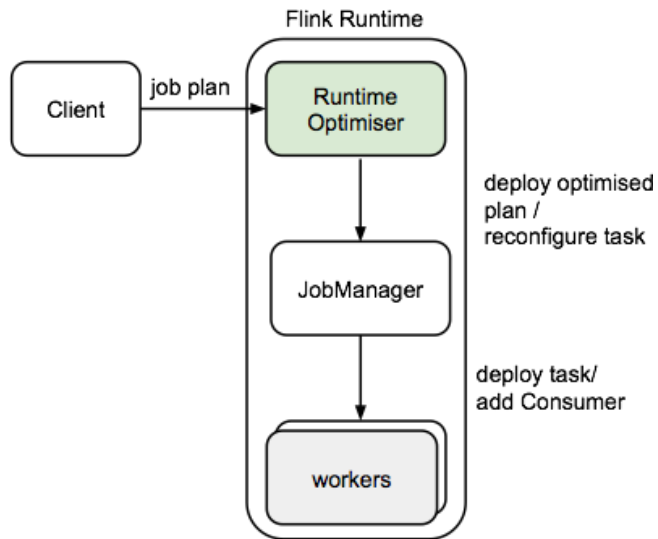 Flink Runtime
Client
job plan
Runtime
Optimiser
deploy optimised
plan /
reconfigure task
JobManager
deploy task/
add Consumer
workers